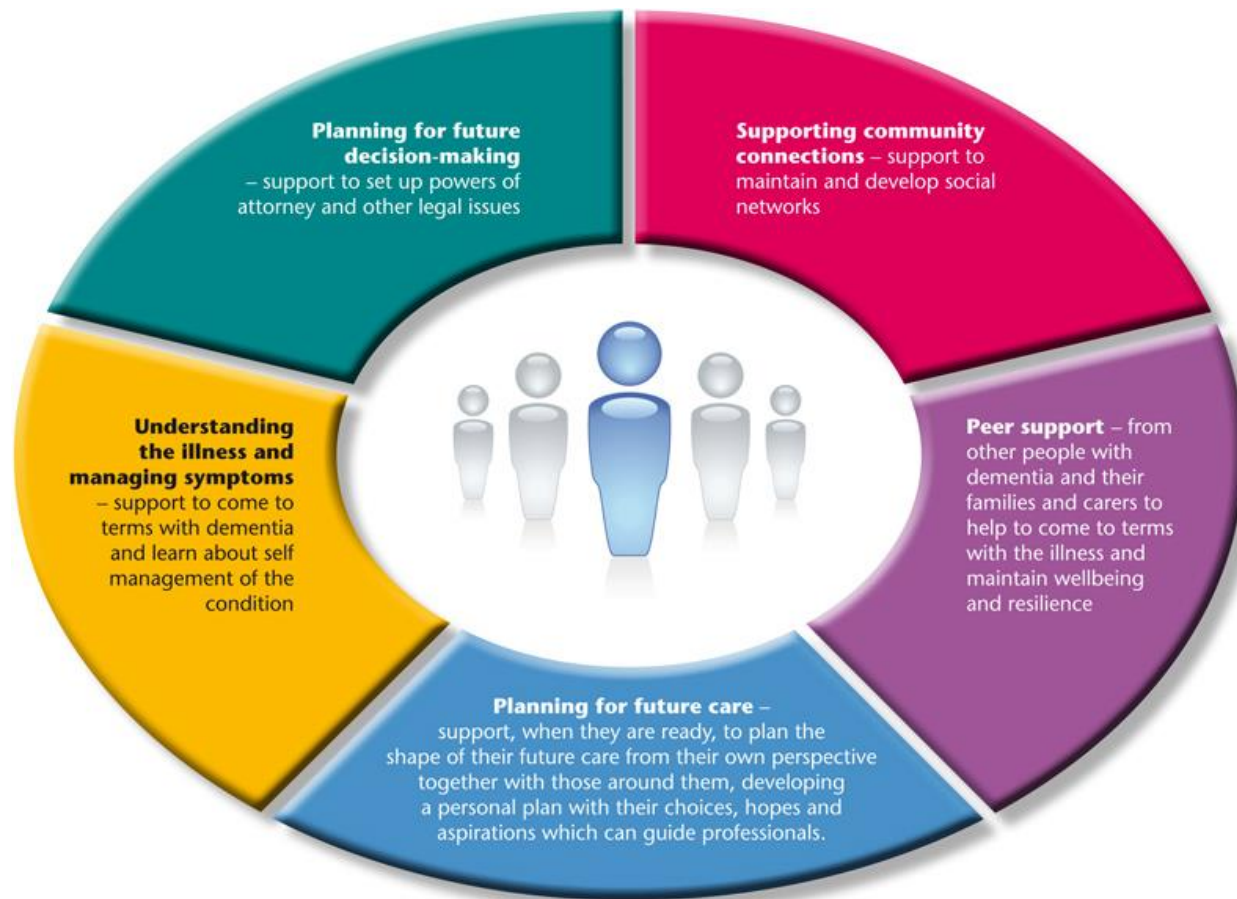 Planning for future
decision-making
– support to set up powers of
attorney and other legal issues
Supporting community
connections – support to
maintain and develop social
networks
Understanding
the illness and
managing symptoms
– support to come to
terms with dementia
and learn about self
management of the
condition
Peer support – from
other people with
dementia and their
families and carers to
help to come to terms
with the illness and
maintain wellbeing
and resilience
Planning for future care –
support, when they are ready, to plan the
shape of their future care from their own perspective
together with those around them, developing
a personal plan with their choices, hopes and
aspirations which can guide professionals.